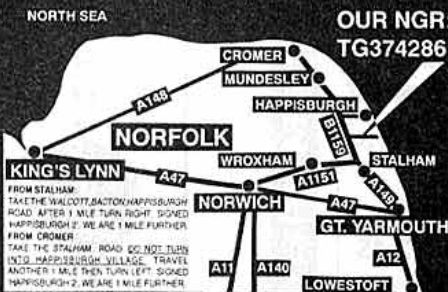 NORTH SEA
OUR NGR
TG374286
CROMER
MUNDESLEY
A148
HAPPISBURGH
NORFOLK
B1159
WROXHAM
STALHAM
KING'S LYNN
A47
A1151
A149
NORWICH
A47
GT. YARMOUTH
FROM STALHAM:
TAKE THE WALCOTT, BACTON, HAPPISBURGH
ROAD AFTER 1 MILE TURN RIGHT SIGNED
HAPPISBURGH 2'. WE ARE 1 MILE FURTHER.
FROM CROMER
TAKE THE STALHAM ROAD DO NOT TURN
INTO HAPPISBURGH VILLAGE. TRAVEL
ANOTHER 1 MILE THEN TURN LEFT SIGNED
HAPPISBURGH 2'. WE ARE 1 MILE FURTHER.
A11
A140
A12
LOWESTOFT